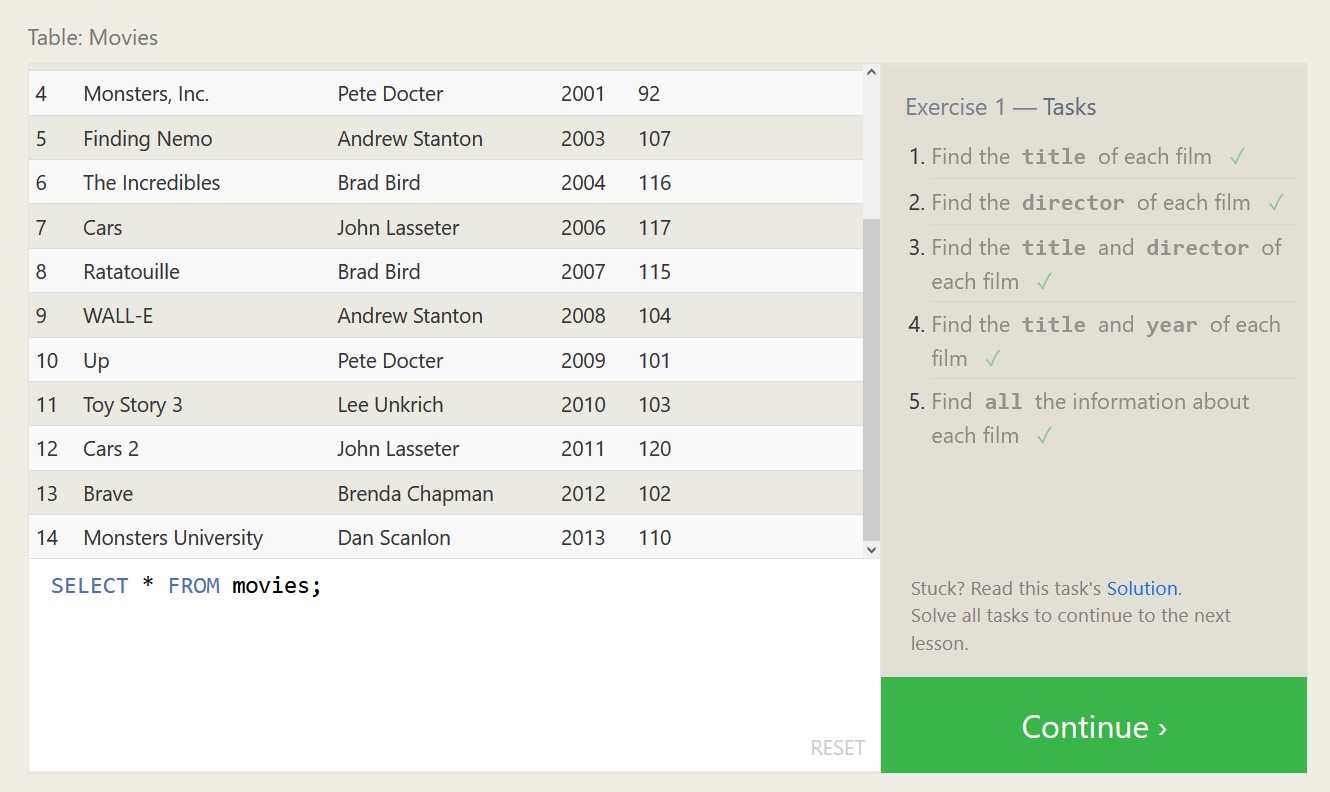 Table: Movies
4 Monsters, Inc. Pete Docter 2001 92
5 Finding Nemo Andrew Stanton 2003 107
6 The Incredibles Brad Bird 2004 116
7 Cars John Lasseter 2006 117
8 Ratatouille Brad Bird 2007 115
9 WALL-E Andrew Stanton 2008 104
10 Up Pete Docter 2009 101
11 Toy Story 3 Lee Unkrich 2010 103
12 Cars 2 John Lasseter 2011 120
13 Brave Brenda Chapman 2012 102
14 Monsters University Dan Scanlon 2013 110
SELECT * FROM movies;
RESET
Exercise 1 — Tasks
1. Find the title of each film ✓
2. Find the director of each film ✓
3. Find the title and director of
each film ✓
4. Find the title and year of each
film ✓
5. Find all the information about
each film ✓
Stuck? Read this task's Solution.
Solve all tasks to continue to the next
lesson.
Continue ›